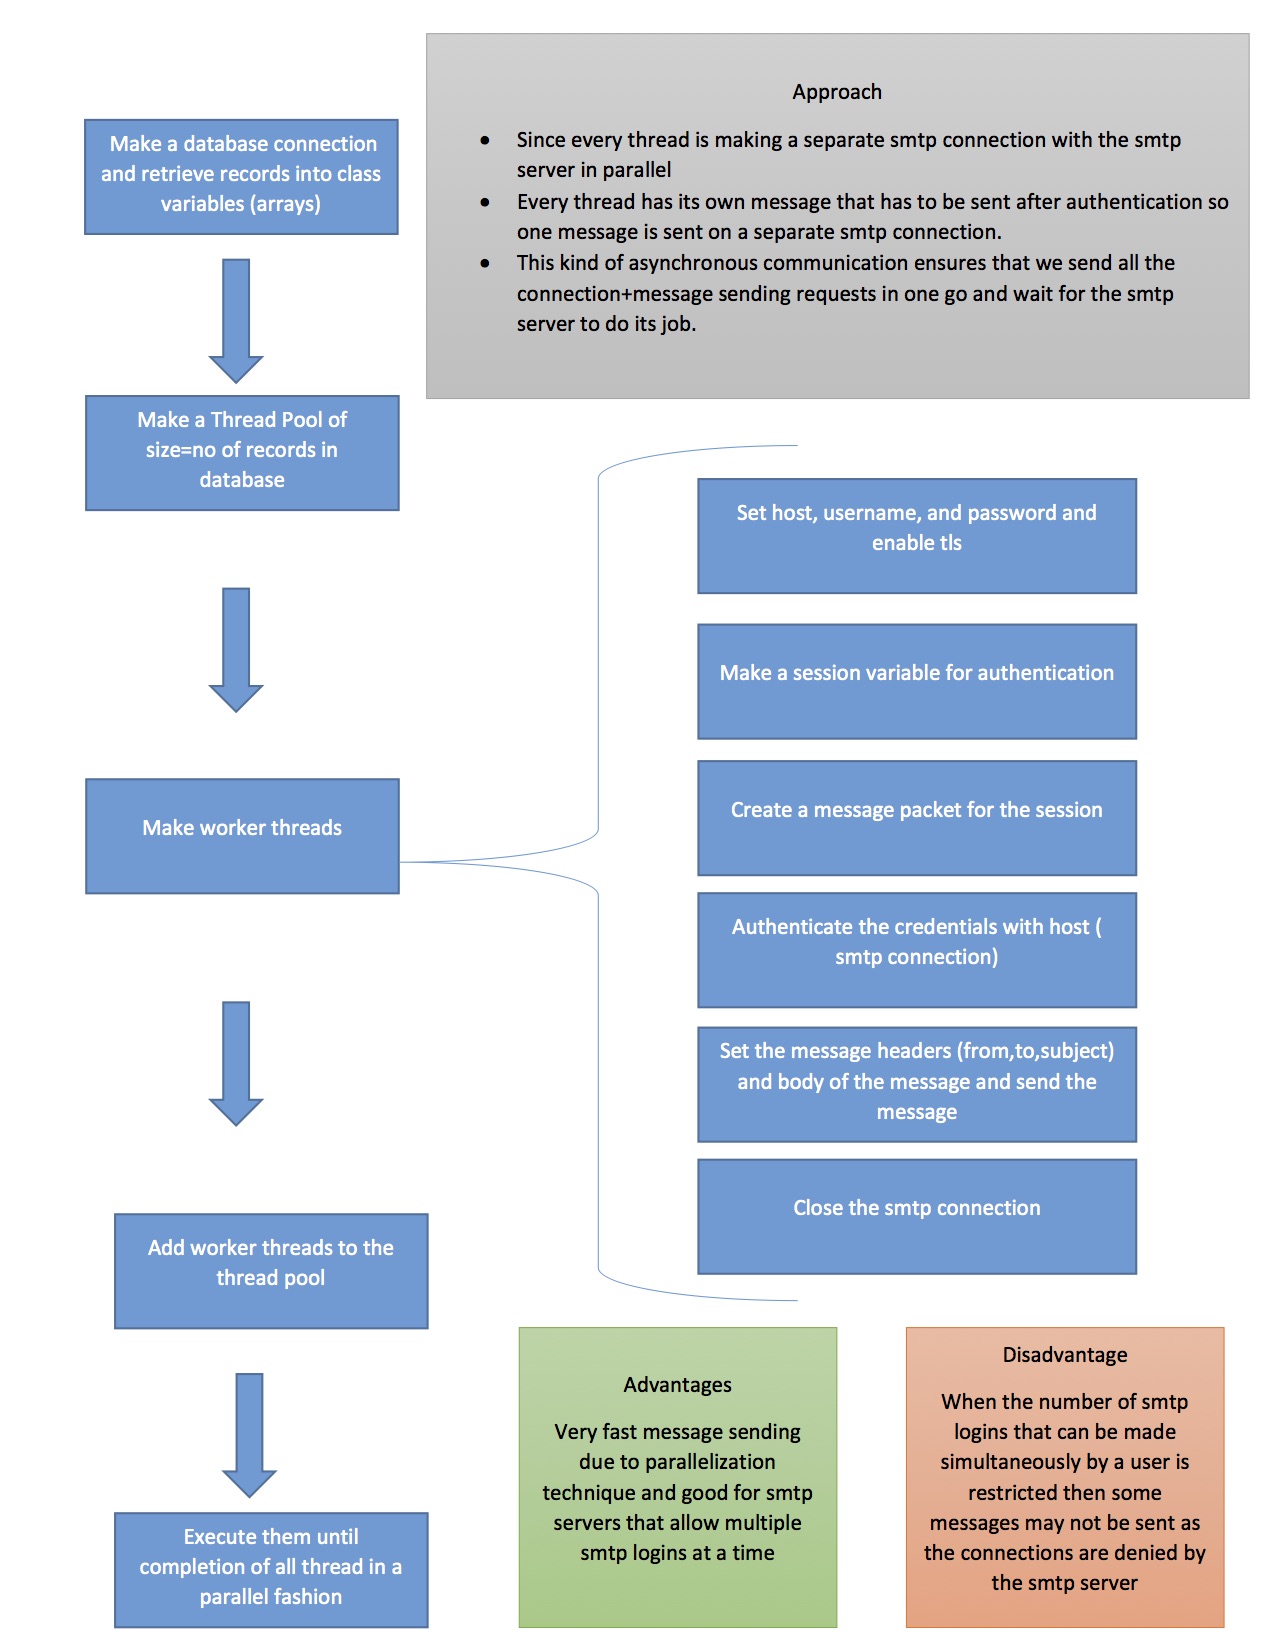 Approach
• Since every thread is making a separate smtp connection with the smtp
server in parallel
• Every thread has its own message that has to be sent after authentication so
one message is sent on a separate smtp connection.
• This kind of asynchronous communication ensures that we send all the
connection+message sending requests in one go and wait for the smtp
server to do its job.
Make a database connection
and retrieve records into class
variables (arrays)
Make a Thread Pool of
size=no of records in
database
Make worker threads
Set host, username, and password and
enable tls
Make a session variable for authentication
Create a message packet for the session
Authenticate the credentials with host (
smtp connection)
Set the message headers (from,to,subject)
and body of the message and send the
message
Close the smtp connection
Add worker threads to the
thread pool
Execute them until
completion of all thread in a
parallel fashion
Advantages
Very fast message sending
due to parallelization
technique and good for smtp
servers that allow multiple
smtp logins at a time
Disadvantage
When the number of smtp
logins that can be made
simultaneously by a user is
restricted then some
messages may not be sent as
the connections are denied by
the smtp server